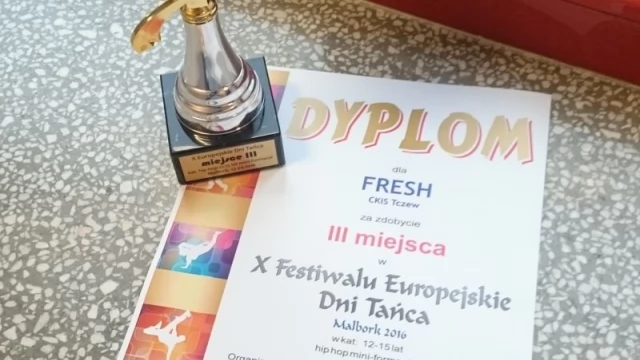 X Europejskie Dni Tańca
miejsce III
DYPLOM
dla
FRESH
CKIS Tczew
za zdobycie
III miejsca
w
X Festiwalu Europejskie
Dni Tańca
Malbork 2016
w kat. 12-15 lat
hip hop mini-form
Organi